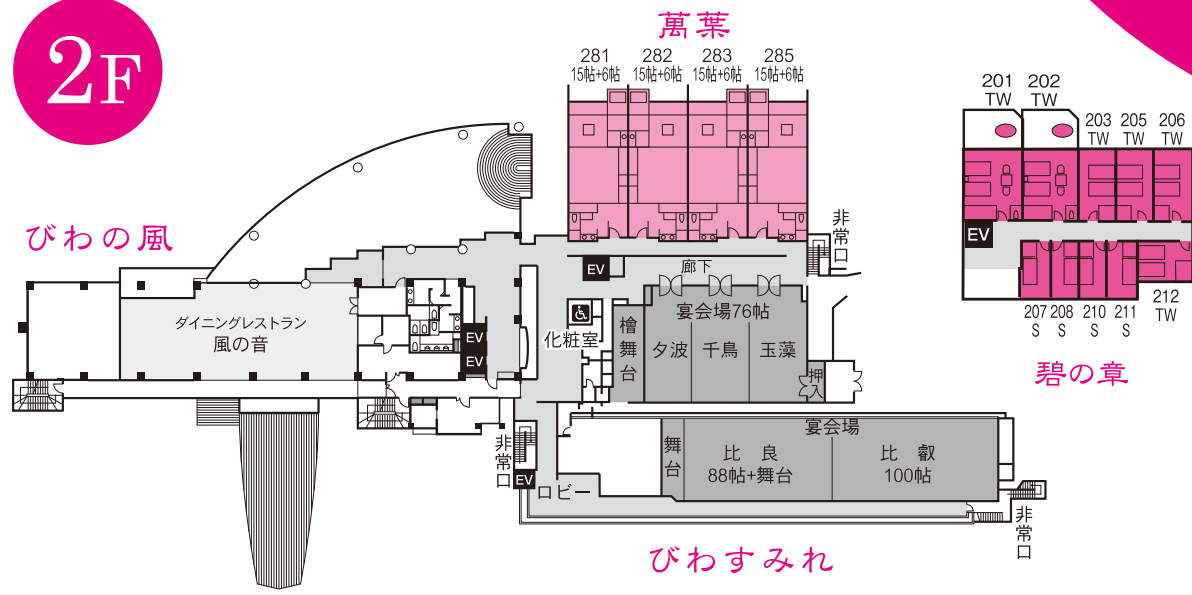 2F
萬葉
281 282 283 285
15帖+6帖 15帖+6帖 15帖+6帖 15帖+6帖
201 202
TW TW
203 205 206
TW TW TW
EV
207 208 210 211
S S S S
212
TW
碧の章
びわの風
ダイニングレストラン
風の音
EV
EV
EV
廊下
非常口
化粧室
檜舞台
宴会場76帖
夕波 千鳥 玉藻
押入
非常口
EV
ロビー
舞台
宴会場
比良 比叡
88帖+舞台 100帖
非常口
びわすみれ